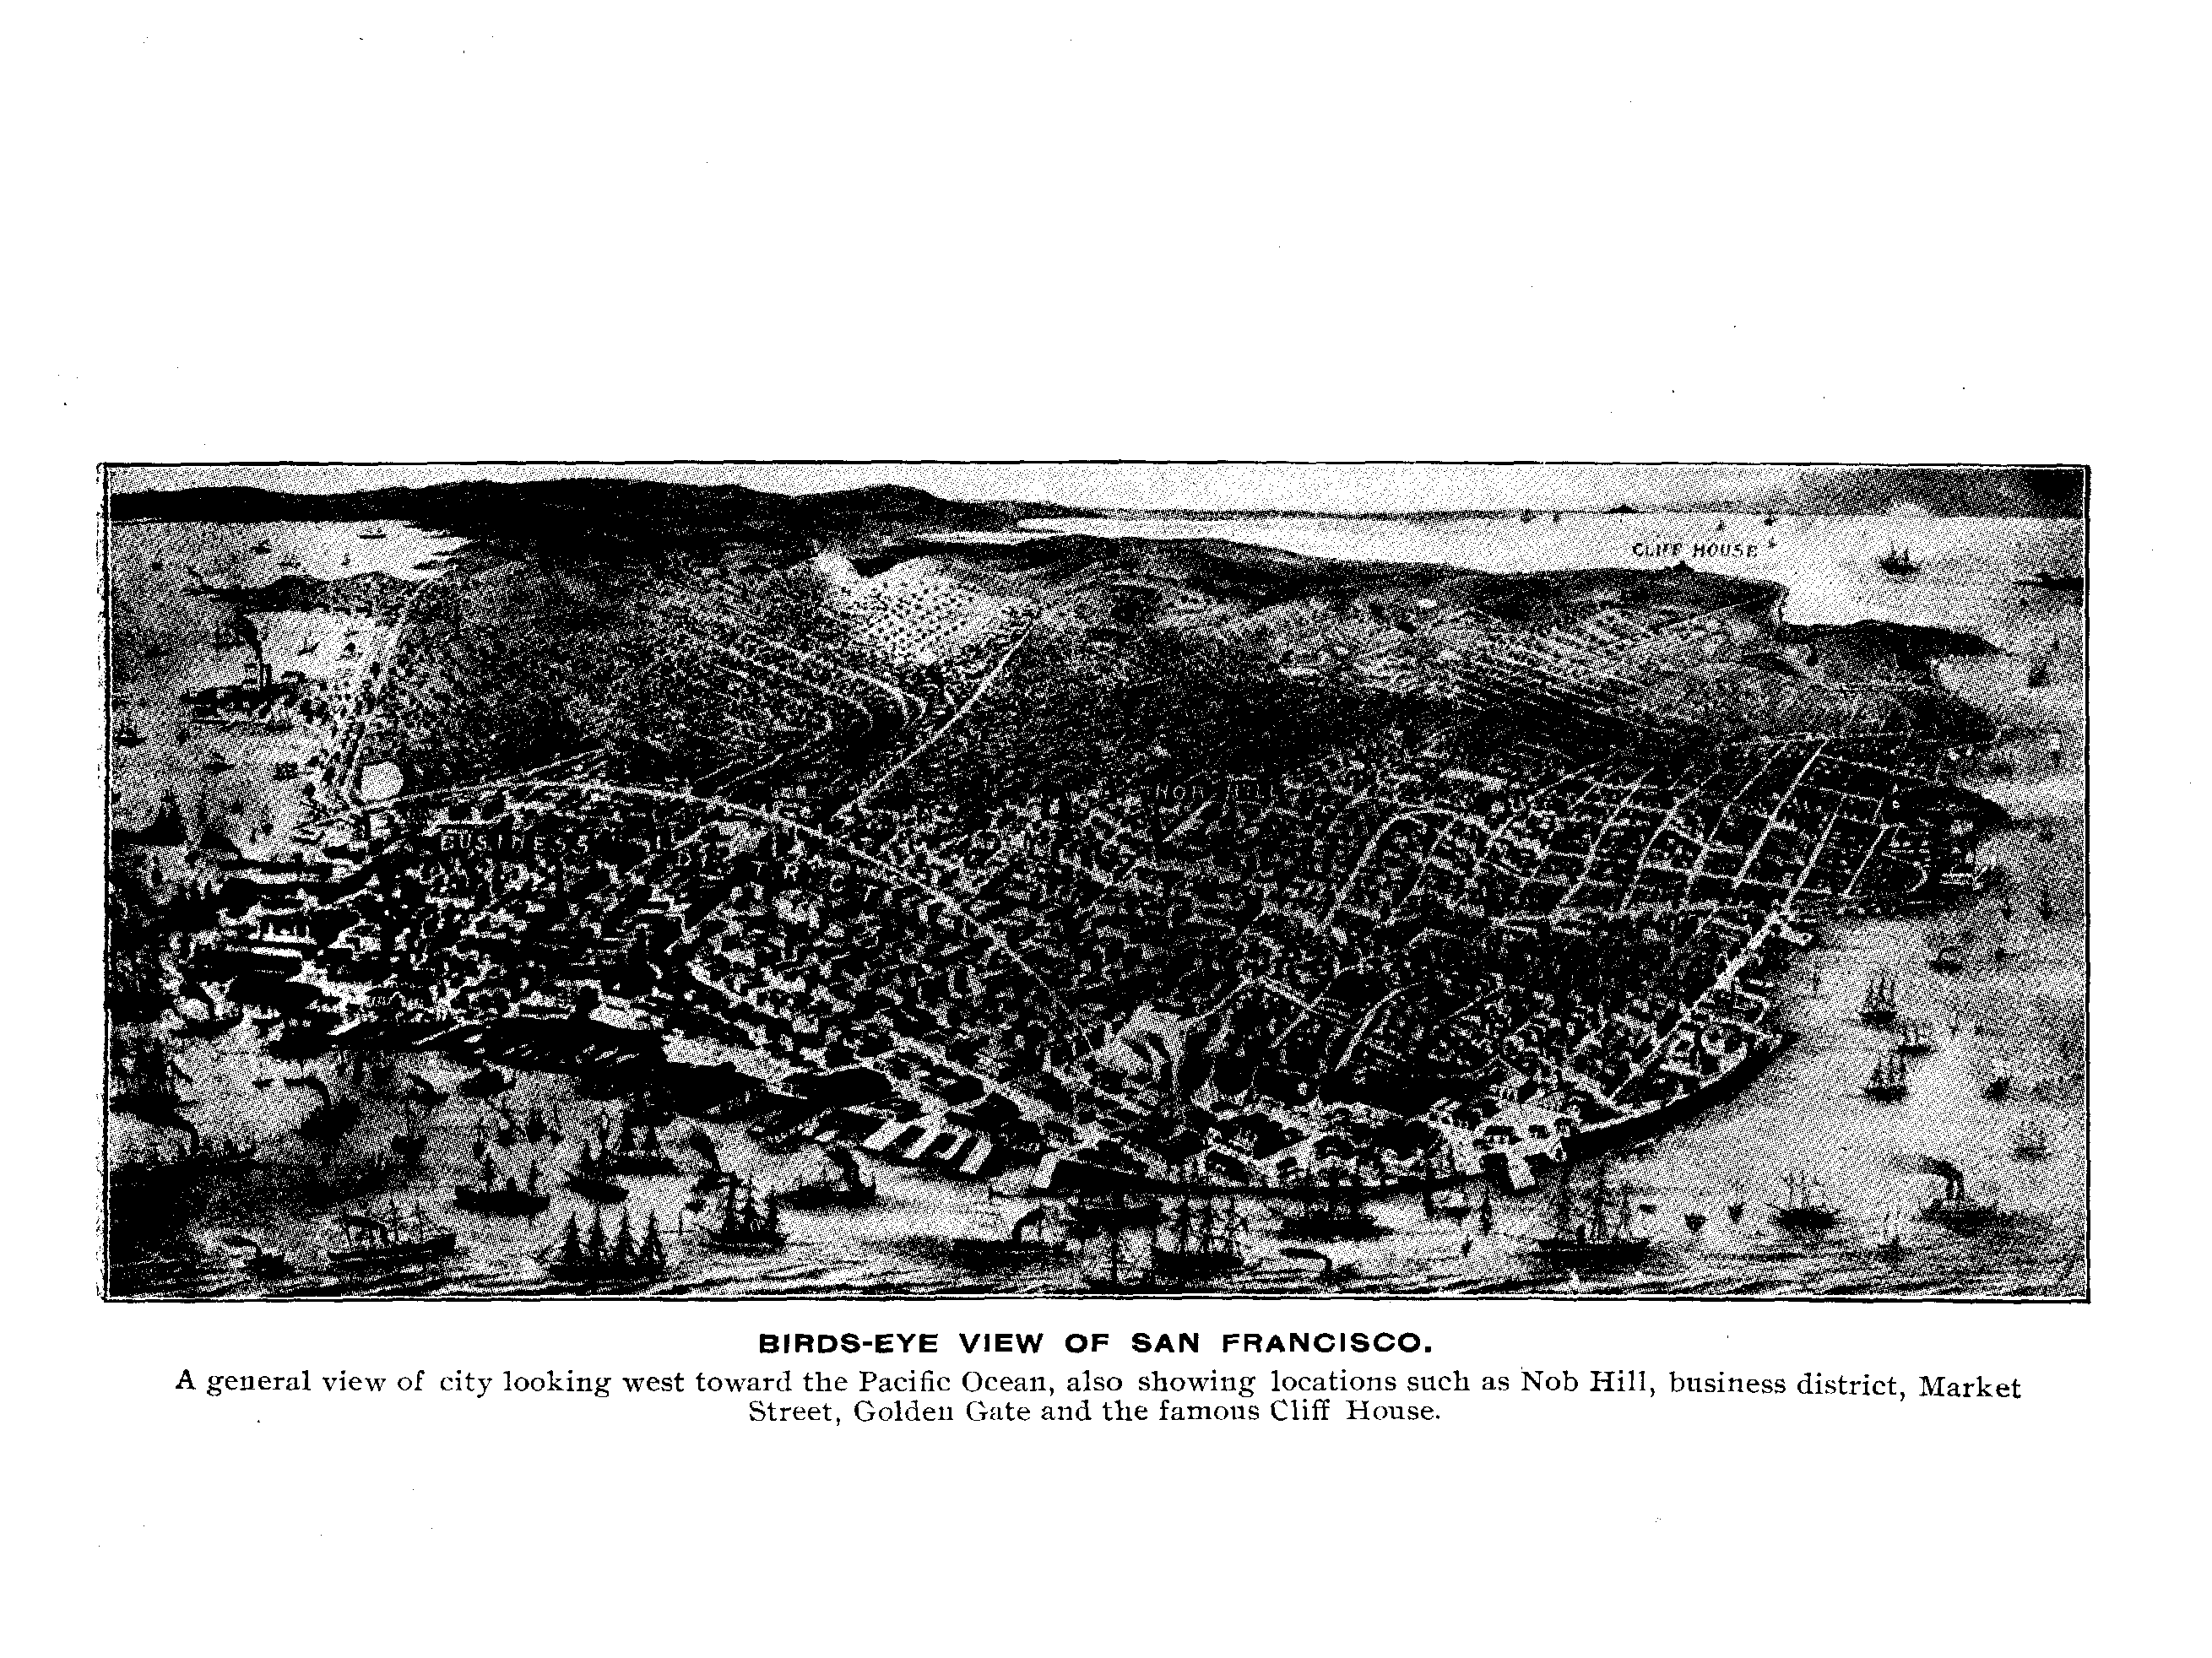 CLIFF HOUSE
NOB HILL
BUSINESS
DISTRICT
BIRDS-EYE VIEW OF SAN FRANCISCO.
A general view of city looking west toward the Pacific Ocean, also showing locations such as Nob Hill, business district, Market
Street, Golden Gate and the famous Cliff House.